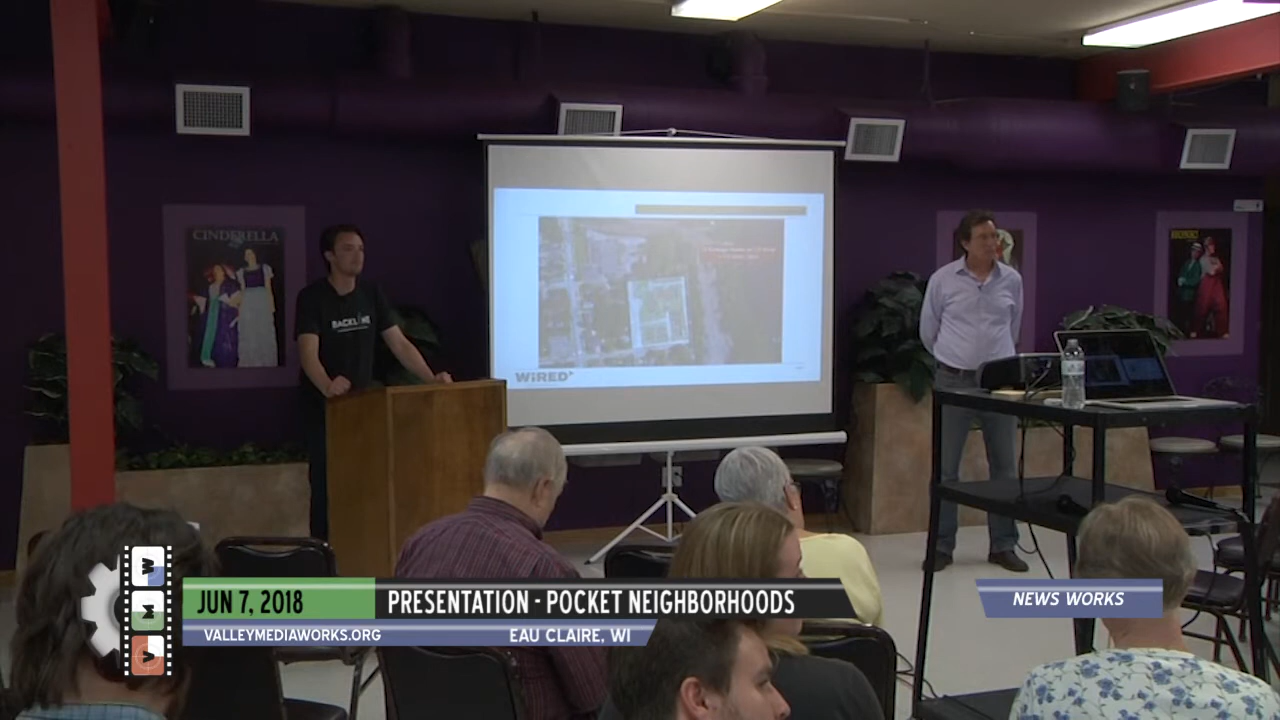 CINDERELLA
BACKLINE
WiRED
JUN 7, 2018
PRESENTATION - POCKET NEIGHBORHOODS
NEWS WORKS
VALLEYMEDIAWORKS.ORG
EAU CLAIRE, WI
W
M
V